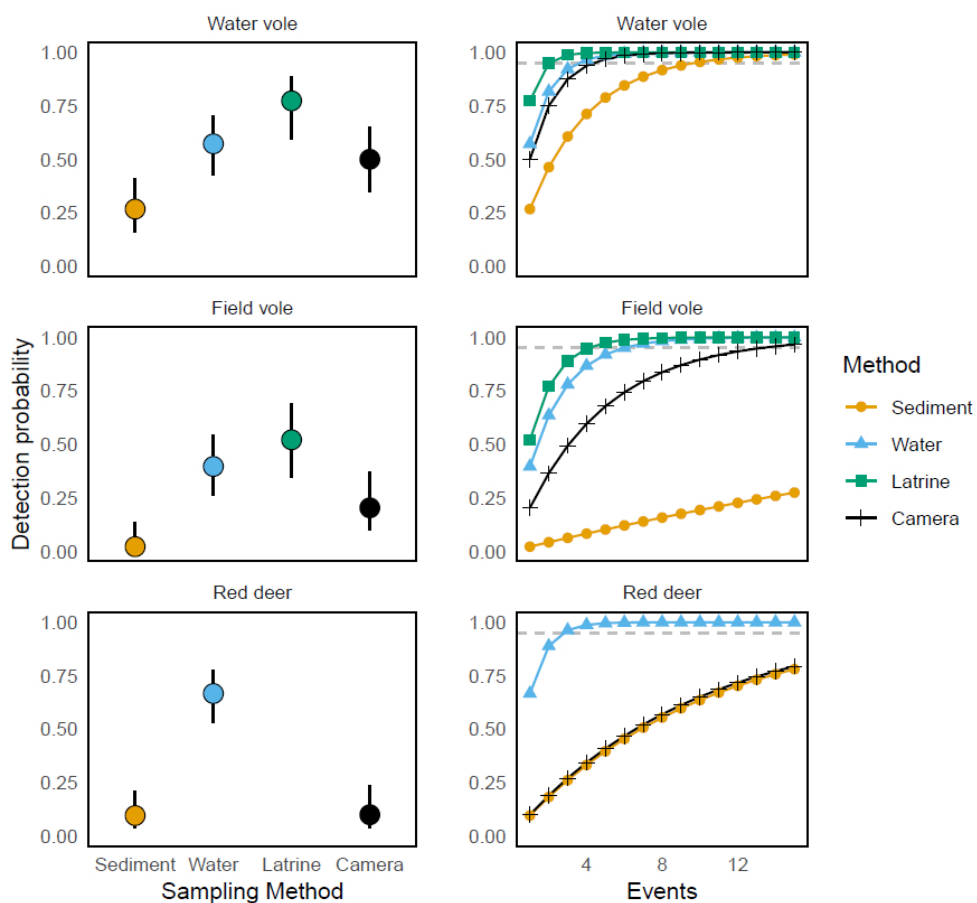 Water vole
Water vole
1.00
0.75
0.50
0.25
0.00
1.00
0.75
0.50
0.25
0.00
Field vole
Field vole
1.00
0.75
0.50
0.25
0.00
1.00
0.75
0.50
0.25
0.00
Detection probability
Method
Sediment
Water
Latrine
Camera
Red deer
Red deer
1.00
0.75
0.50
0.25
0.00
1.00
0.75
0.50
0.25
0.00
Sediment Water Latrine Camera
4 8 12
Sampling Method
Events